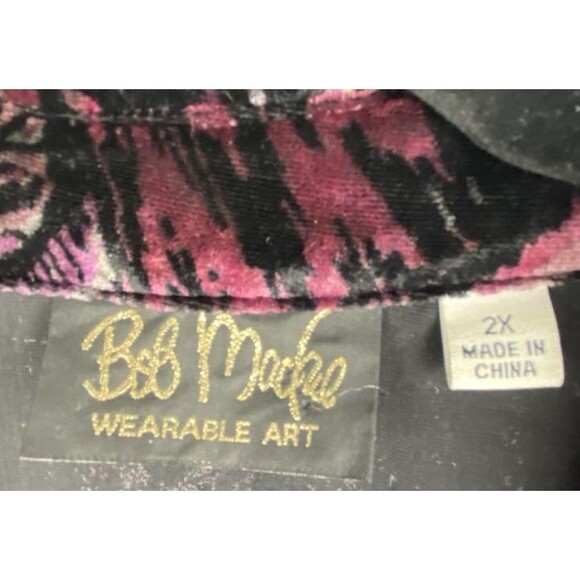 Bob Mackie
WEARABLE ART
2X
MADE IN
CHINA